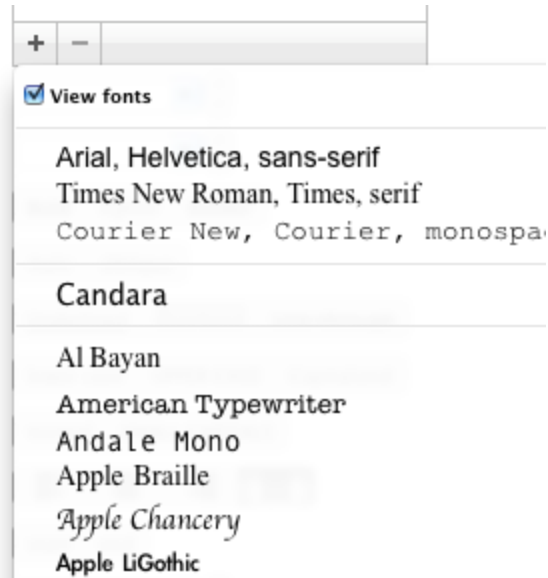 + −
View fonts
Arial, Helvetica, sans-serif
Times New Roman, Times, serif
Courier New, Courier, monospa
Candara
Al Bayan
American Typewriter
Andale Mono
Apple Braille
Apple Chancery
Apple LiGothic